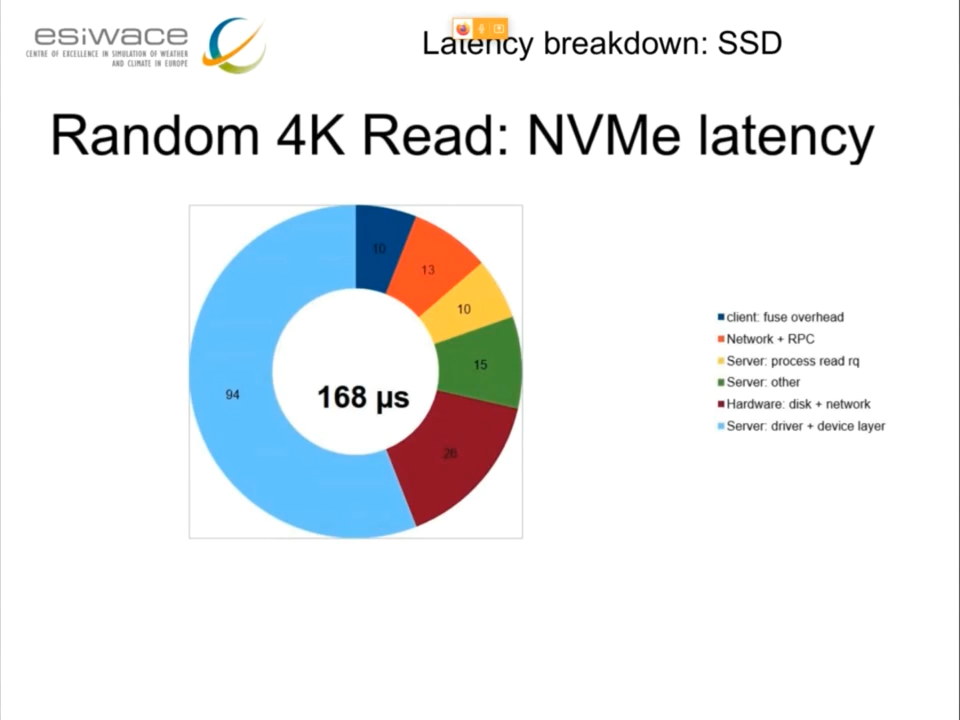 esiwace
CENTRE OF EXCELLENCE IN SIMULATION OF WEATHER
AND CLIMATE IN EUROPE
Latency breakdown: SSD
Random 4K Read: NVMe latency
10
13
10
15
26
94
168 µs
client: fuse overhead
Network + RPC
Server: process read rq
Server: other
Hardware: disk + network
Server: driver + device layer